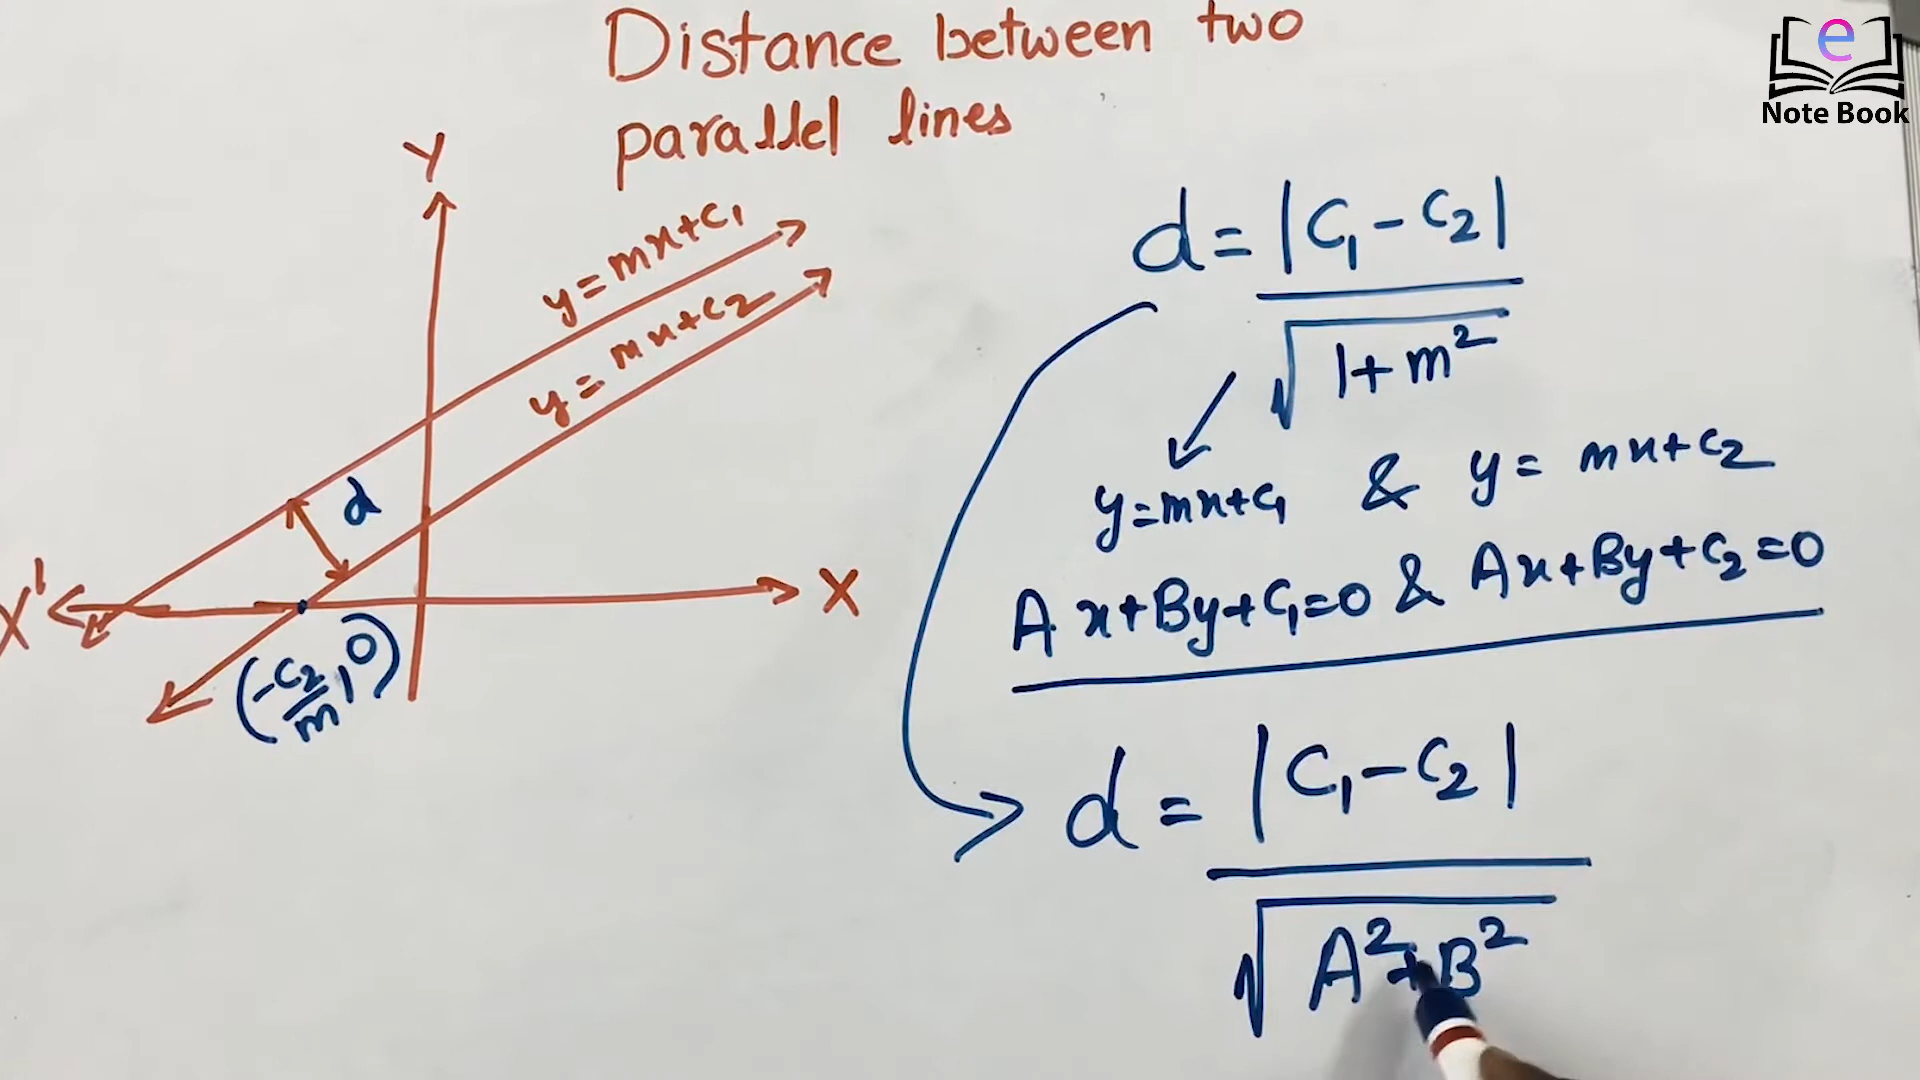 Distance between two
parallel lines
e
Note Book
Y
y=mx+c₁
y=mx+c₂
d
X'
X
(-c₂/m, 0)
d=|C₁-C₂|
√1+m²
y=mx+c₁ & y= mx+c₂
Ax+By+C₁=0 & Ax+By+C₂=0
d=|C₁-C₂|
√A²+B²